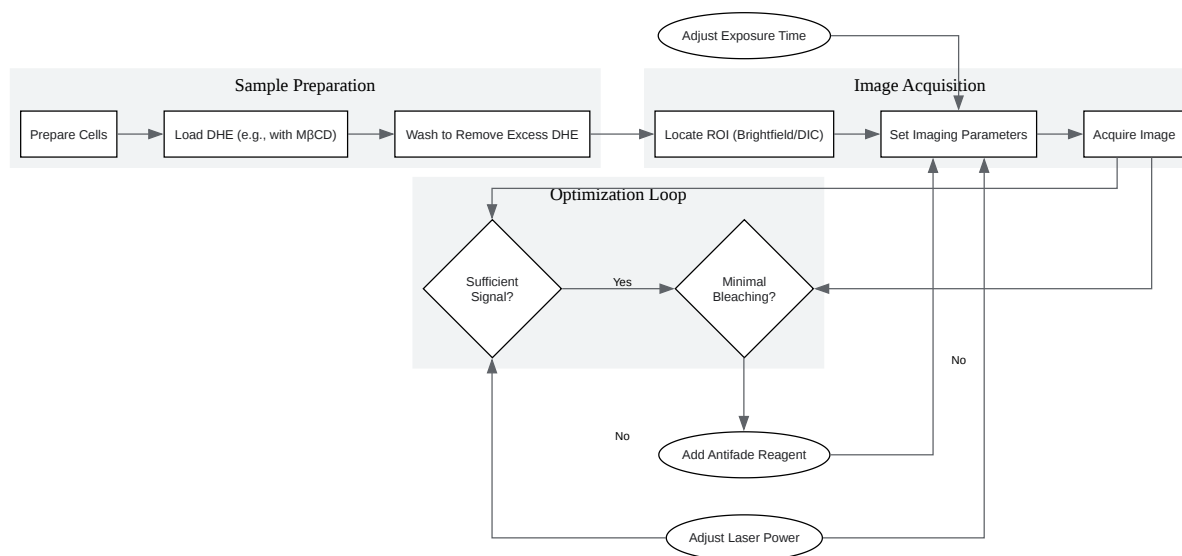 Adjust Exposure Time
Sample Preparation
Image Acquisition
Prepare Cells
Load DHE (e.g., with MβCD)
Wash to Remove Excess DHE
Locate ROI (Brightfield/DIC)
Set Imaging Parameters
Acquire Image
Optimization Loop
Sufficient
Signal?
Yes
Minimal
Bleaching?
No
No
Add Antifade Reagent
Adjust Laser Power